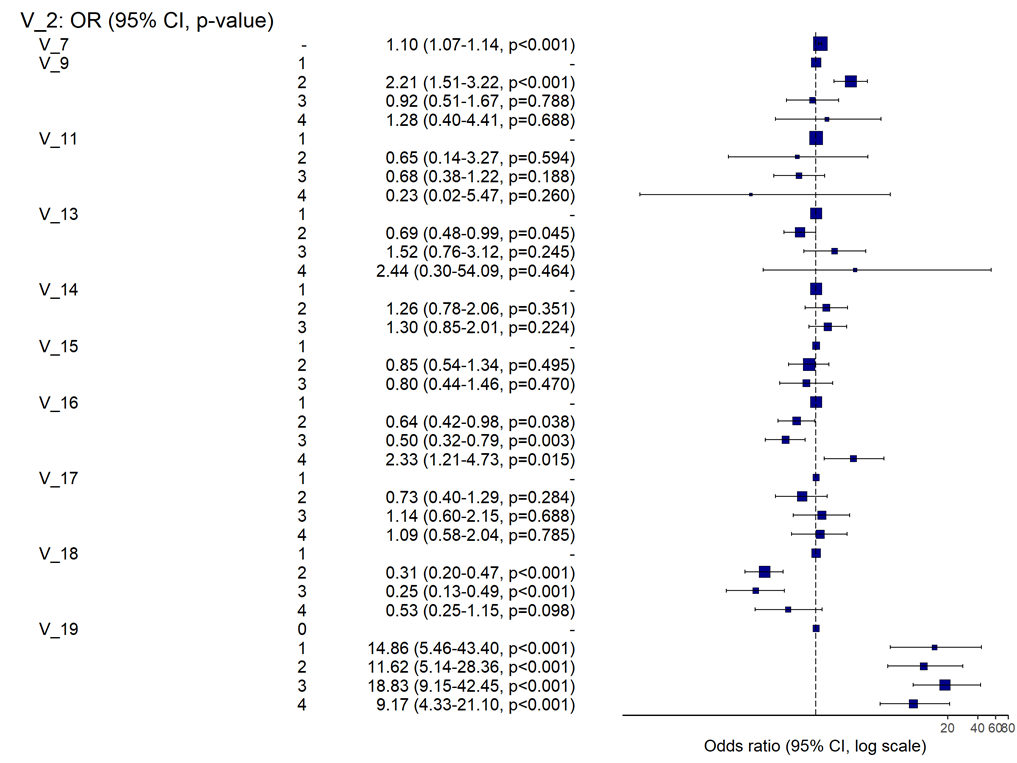 V_2: OR (95% CI, p-value)
V_7 - 1.10 (1.07-1.14, p<0.001)
V_9 1 -
2 2.21 (1.51-3.22, p<0.001)
3 0.92 (0.51-1.67, p=0.788)
4 1.28 (0.40-4.41, p=0.688)
V_11 1 -
2 0.65 (0.14-3.27, p=0.594)
3 0.68 (0.38-1.22, p=0.188)
4 0.23 (0.02-5.47, p=0.260)
V_13 1 -
2 0.69 (0.48-0.99, p=0.045)
3 1.52 (0.76-3.12, p=0.245)
4 2.44 (0.30-54.09, p=0.464)
V_14 1 -
2 1.26 (0.78-2.06, p=0.351)
3 1.30 (0.85-2.01, p=0.224)
V_15 1 -
2 0.85 (0.54-1.34, p=0.495)
3 0.80 (0.44-1.46, p=0.470)
V_16 1 -
2 0.64 (0.42-0.98, p=0.038)
3 0.50 (0.32-0.79, p=0.003)
4 2.33 (1.21-4.73, p=0.015)
V_17 1 -
2 0.73 (0.40-1.29, p=0.284)
3 1.14 (0.60-2.15, p=0.688)
4 1.09 (0.58-2.04, p=0.785)
V_18 1 -
2 0.31 (0.20-0.47, p<0.001)
3 0.25 (0.13-0.49, p<0.001)
4 0.53 (0.25-1.15, p=0.098)
V_19 0 -
1 14.86 (5.46-43.40, p<0.001)
2 11.62 (5.14-28.36, p<0.001)
3 18.83 (9.15-42.45, p<0.001)
4 9.17 (4.33-21.10, p<0.001)
20 40 60 80
Odds ratio (95% CI, log scale)